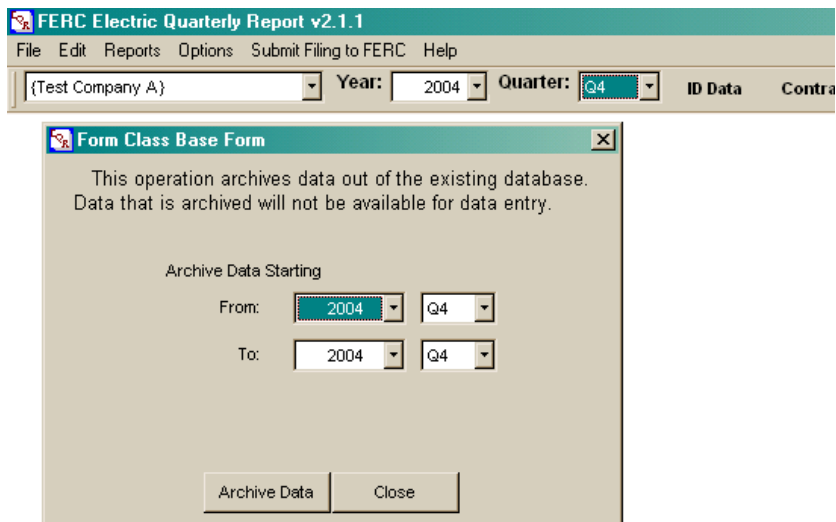 FERC Electric Quarterly Report v2.1.1
File Edit Reports Options Submit Filing to FERC Help
{Test Company A} Year: 2004 Quarter: Q4 ID Data Contra
Form Class Base Form
This operation archives data out of the existing database.
Data that is archived will not be available for data entry.
Archive Data Starting
From: 2004 Q4
To: 2004 Q4
Archive Data Close